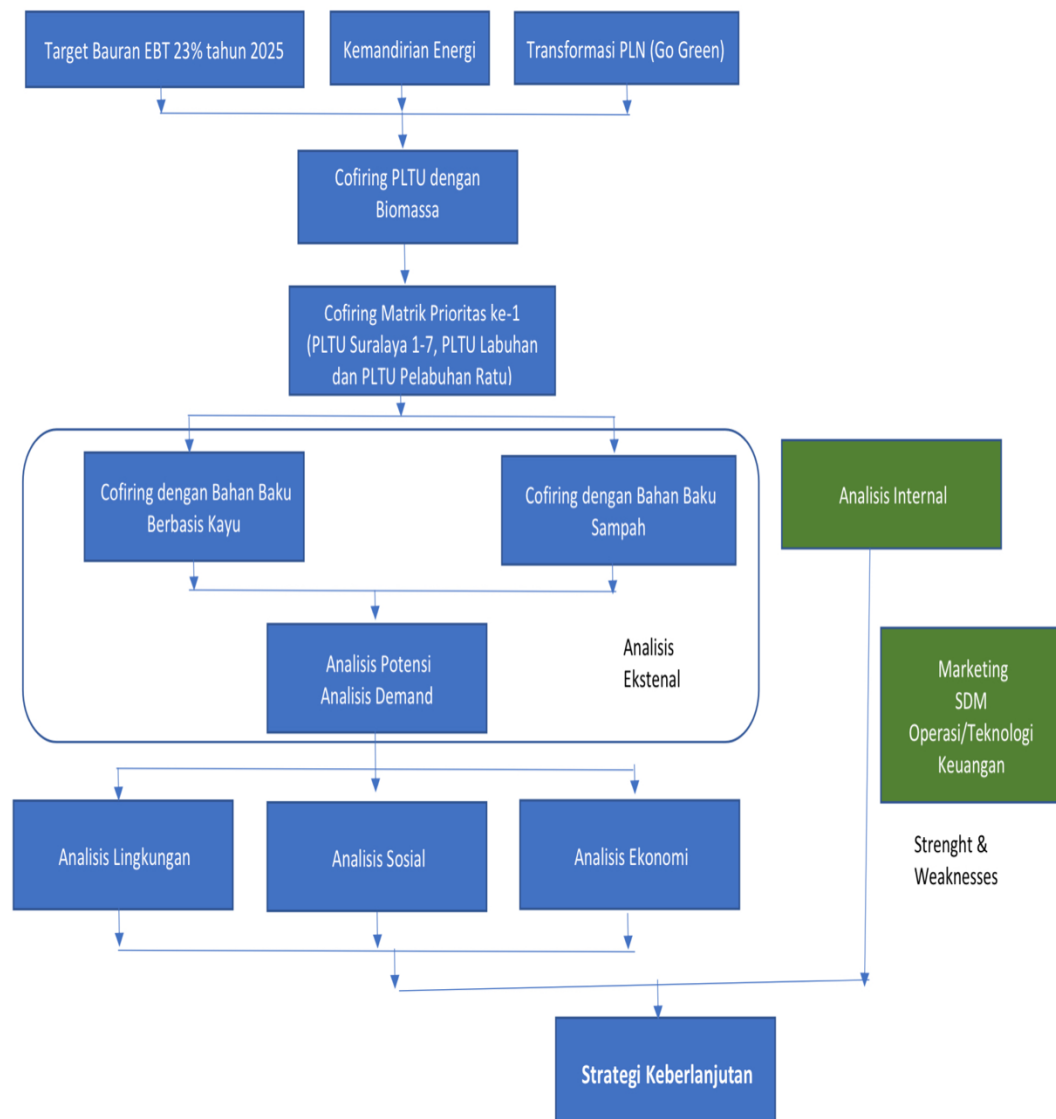 Target Bauran EBT 23% tahun 2025
Kemandirian Energi
Transformasi PLN (Go Green)
Cofiring PLTU dengan
Biomassa
Cofiring Matrik Prioritas ke-1
(PLTU Suralaya 1-7, PLTU Labuhan
dan PLTU Pelabuhan Ratu)
Cofiring dengan Bahan Baku
Berbasis Kayu
Cofiring dengan Bahan Baku
Sampah
Analisis Internal
Analisis Potensi
Analisis Demand
Analisis
Ekstenal
Marketing
SDM
Operasi/Teknologi
Keuangan
Analisis Lingkungan
Analisis Sosial
Analisis Ekonomi
Strenght &
Weaknesses
Strategi Keberlanjutan